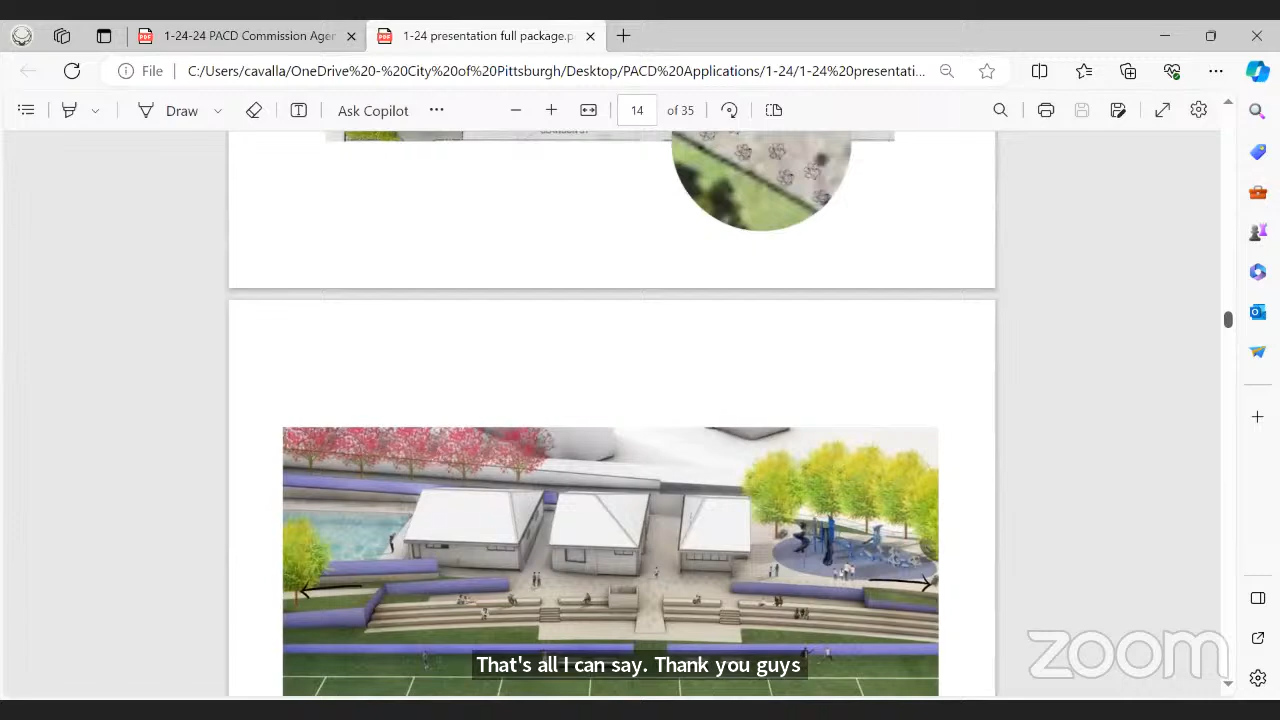 1-24-24 PACD Commission Ager
1-24 presentation full package.p
File
C:/Users/cavalla/OneDrive%20-%20City%20of%20Pittsburgh/Desktop/PACD%20Applications/1-24/1-24%20presentati...
Draw
Ask Copilot
14
of 35
That's all I can say. Thank you guys
zoom